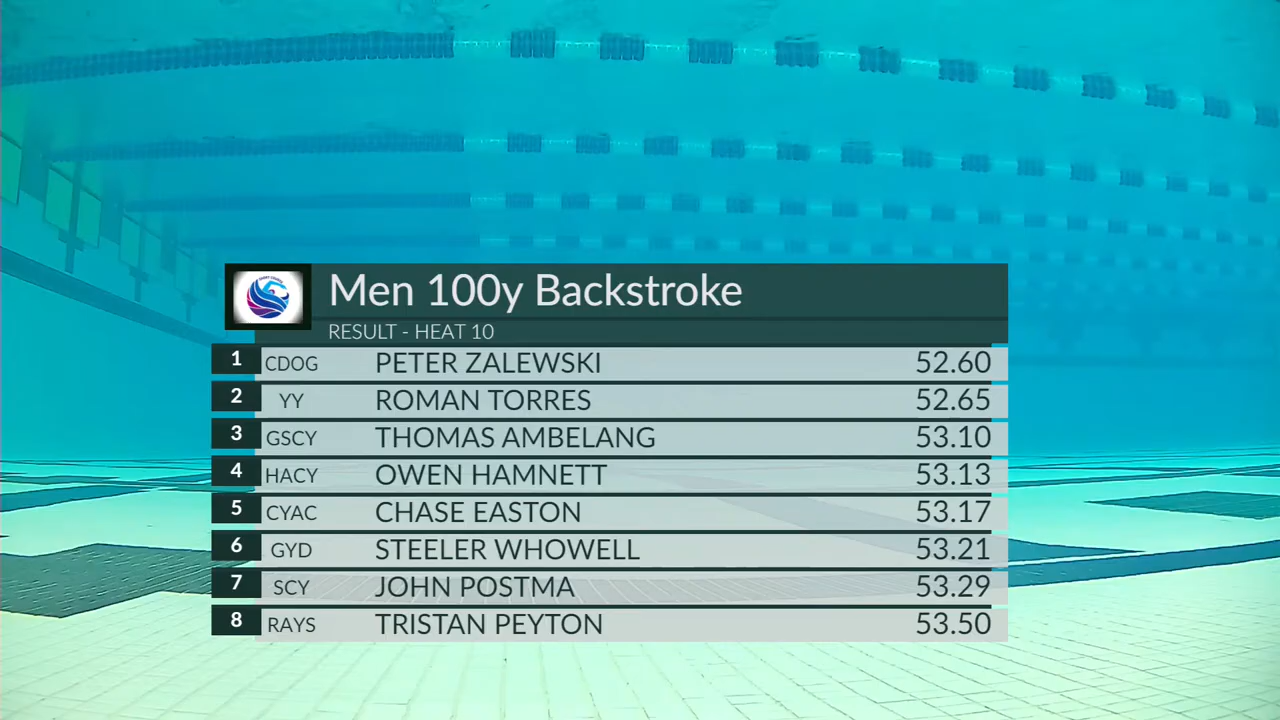 Men 100y Backstroke
RESULT - HEAT 10
1 CDOG PETER ZALEWSKI 52.60
2 YY ROMAN TORRES 52.65
3 GSCY THOMAS AMBELANG 53.10
4 HACY OWEN HAMNETT 53.13
5 CYAC CHASE EASTON 53.17
6 GYD STEELER WHOWELL 53.21
7 SCY JOHN POSTMA 53.29
8 RAYS TRISTAN PEYTON 53.50